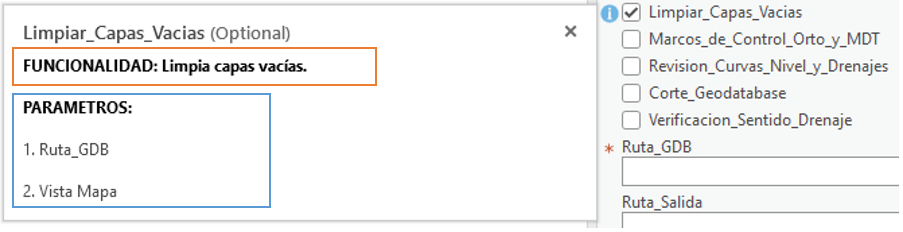 Limpiar_Capas_Vacias (Optional)
FUNCIONALIDAD: Limpia capas vacías.
PARAMETROS:
1. Ruta_GDB
2. Vista Mapa
Limpiar_Capas_Vacias
Marcos_de_Control_Orto_y_MDT
Revision_Curvas_Nivel_y_Drenajes
Corte_Geodatabase
Verificacion_Sentido_Drenaje
* Ruta_GDB
Ruta_Salida